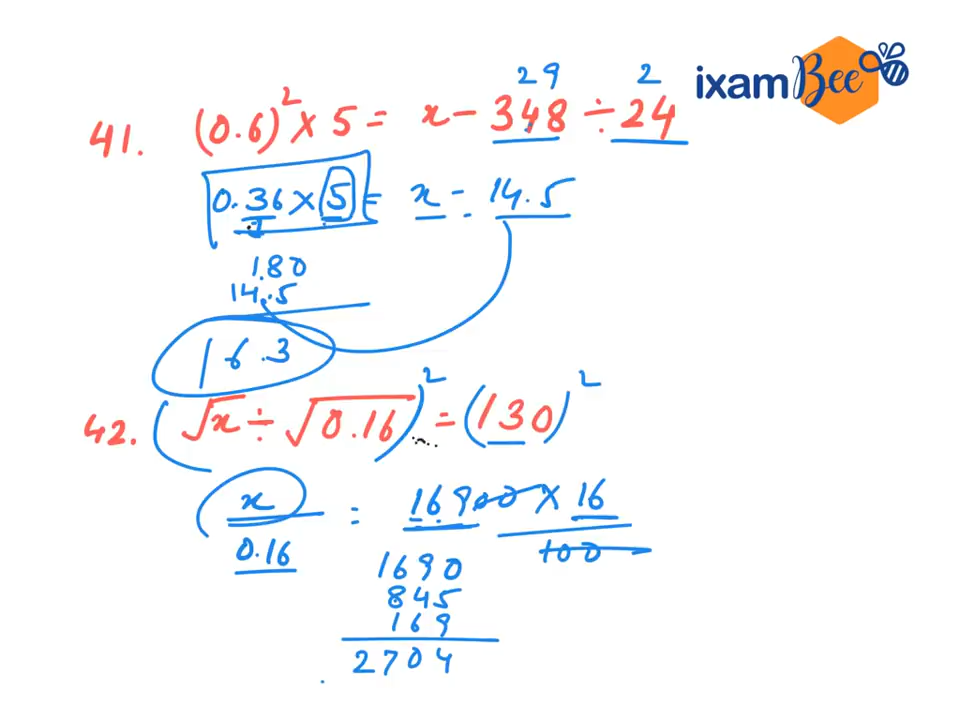 ixamBee
29 2
41. (0.6)² × 5 = x - 348 ÷ 24
0.36 × 5 = x - 14.5
1.80
14.5
16.3
42. (√x ÷ √0.16)² = (130)²
x/0.16 = 16900 × 16/100
1690
845
169
2704